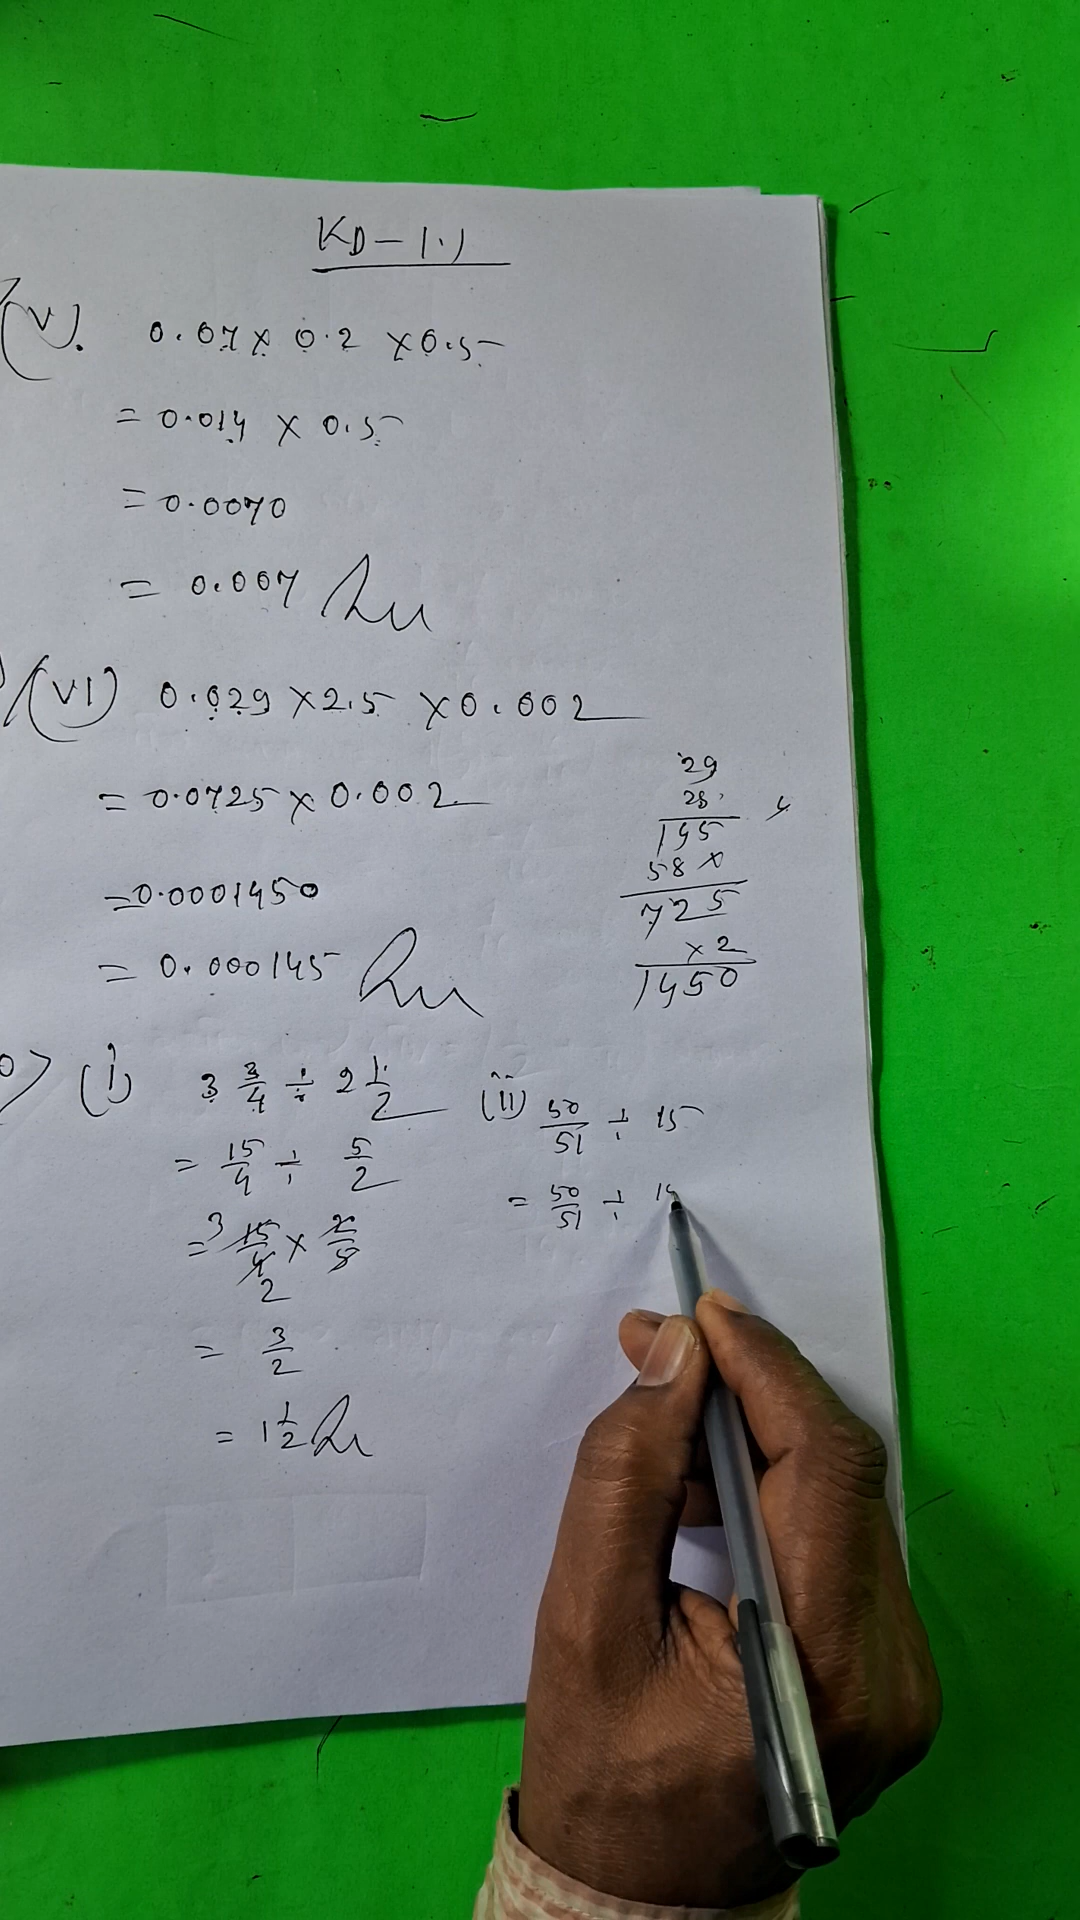 KD-1.1
(V). 0.07 × 0.2 × 0.5
= 0.014 × 0.5
= 0.0070
= 0.007
(VI) 0.029 × 2.5 × 0.002
= 0.0725 × 0.002
= 0.0001450
= 0.000145
29
25
145
58 ×
725
× 2
1450
(i) 3 3/4 ÷ 2 1/2
= 15/4 ÷ 5/2
= 3 15/4 × 2/5
2
= 3/2
= 1 1/2
(ii) 50/51 ÷ 15
= 50/51 ÷ 15